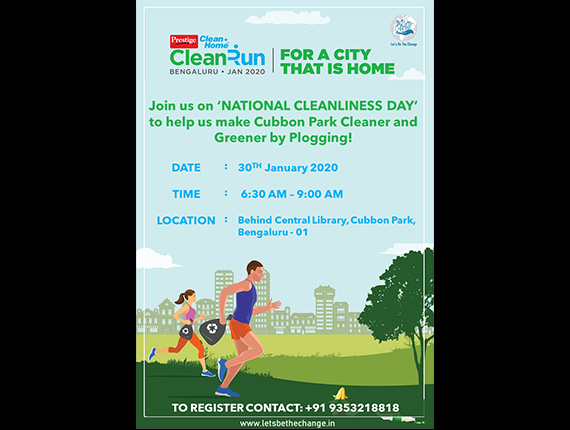 Prestige Clean+ Home
CleanRun
BENGALURU • JAN 2020
FOR A CITY
THAT IS HOME
Let's Be The Change
Join us on ‘NATIONAL CLEANLINESS DAY’
to help us make Cubbon Park Cleaner and
Greener by Plogging!
DATE : 30TH January 2020
TIME : 6:30 AM – 9:00 AM
LOCATION : Behind Central Library, Cubbon Park,
Bengaluru - 01
TO REGISTER CONTACT: +91 9353218818
www.letsbethechange.in